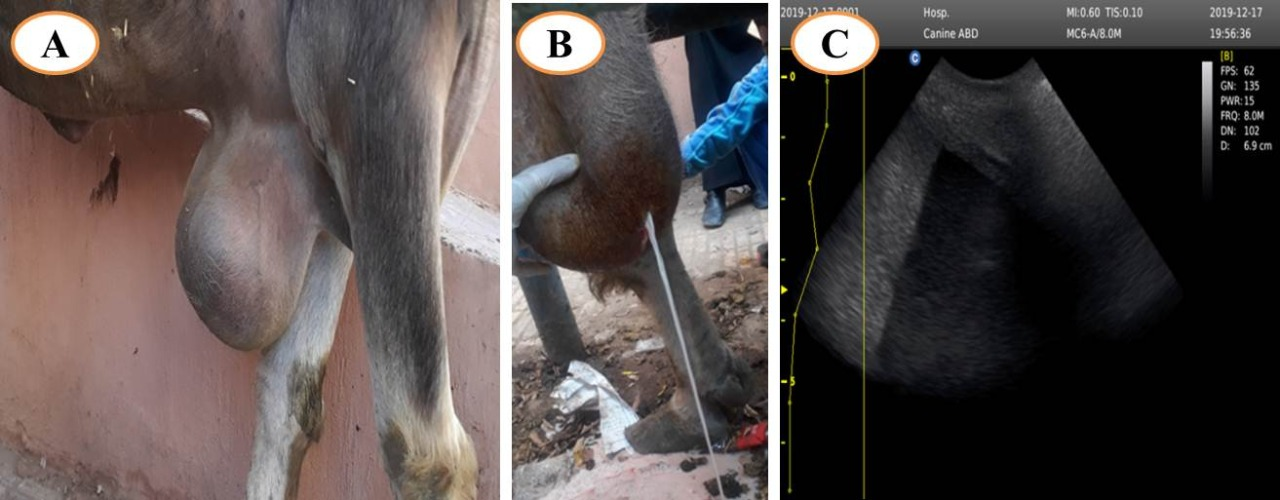 A
B
C
2019-12-17-0001
Hosp.
MI:0.60 TIS:0.10
2019-12-17
Canine ABD
MC6-A/8.0M
19:56:36
C
[B]
FPS: 62
GN: 135
PWR: 15
FRQ: 8.0M
DN: 102
D: 6.9 cm
0
5